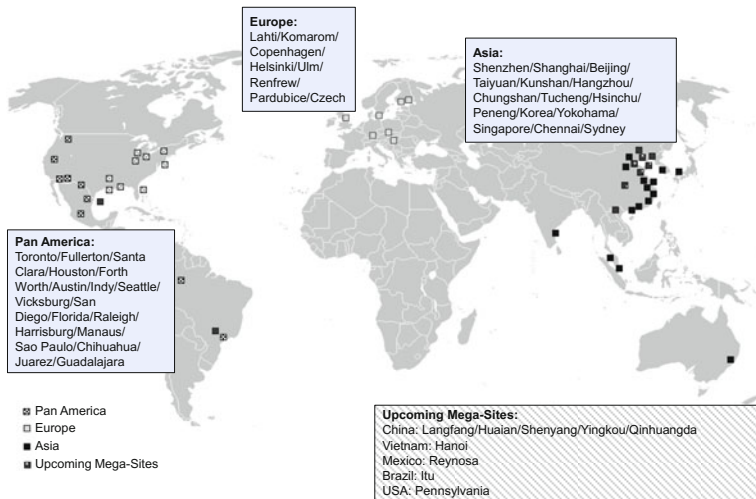 Europe:
Lahti/Komarom/
Copenhagen/
Helsinki/Ulm/
Renfrew/
Pardubice/Czech
Asia:
Shenzhen/Shanghai/Beijing/
Taiyuan/Kunshan/Hangzhou/
Chungshan/Tucheng/Hsinchu/
Peneng/Korea/Yokohama/
Singapore/Chennai/Sydney
Pan America:
Toronto/Fullerton/Santa
Clara/Houston/Forth
Worth/Austin/Indy/Seattle/
Vicksburg/San
Diego/Florida/Raleigh/
Harrisburg/Manaus/
Sao Paulo/Chihuahua/
Juarez/Guadalajara
Pan America
Europe
Asia
Upcoming Mega-Sites
Upcoming Mega-Sites:
China: Langfang/Huaian/Shenyang/Yingkou/Qinhuangda
Vietnam: Hanoi
Mexico: Reynosa
Brazil: Itu
USA: Pennsylvania